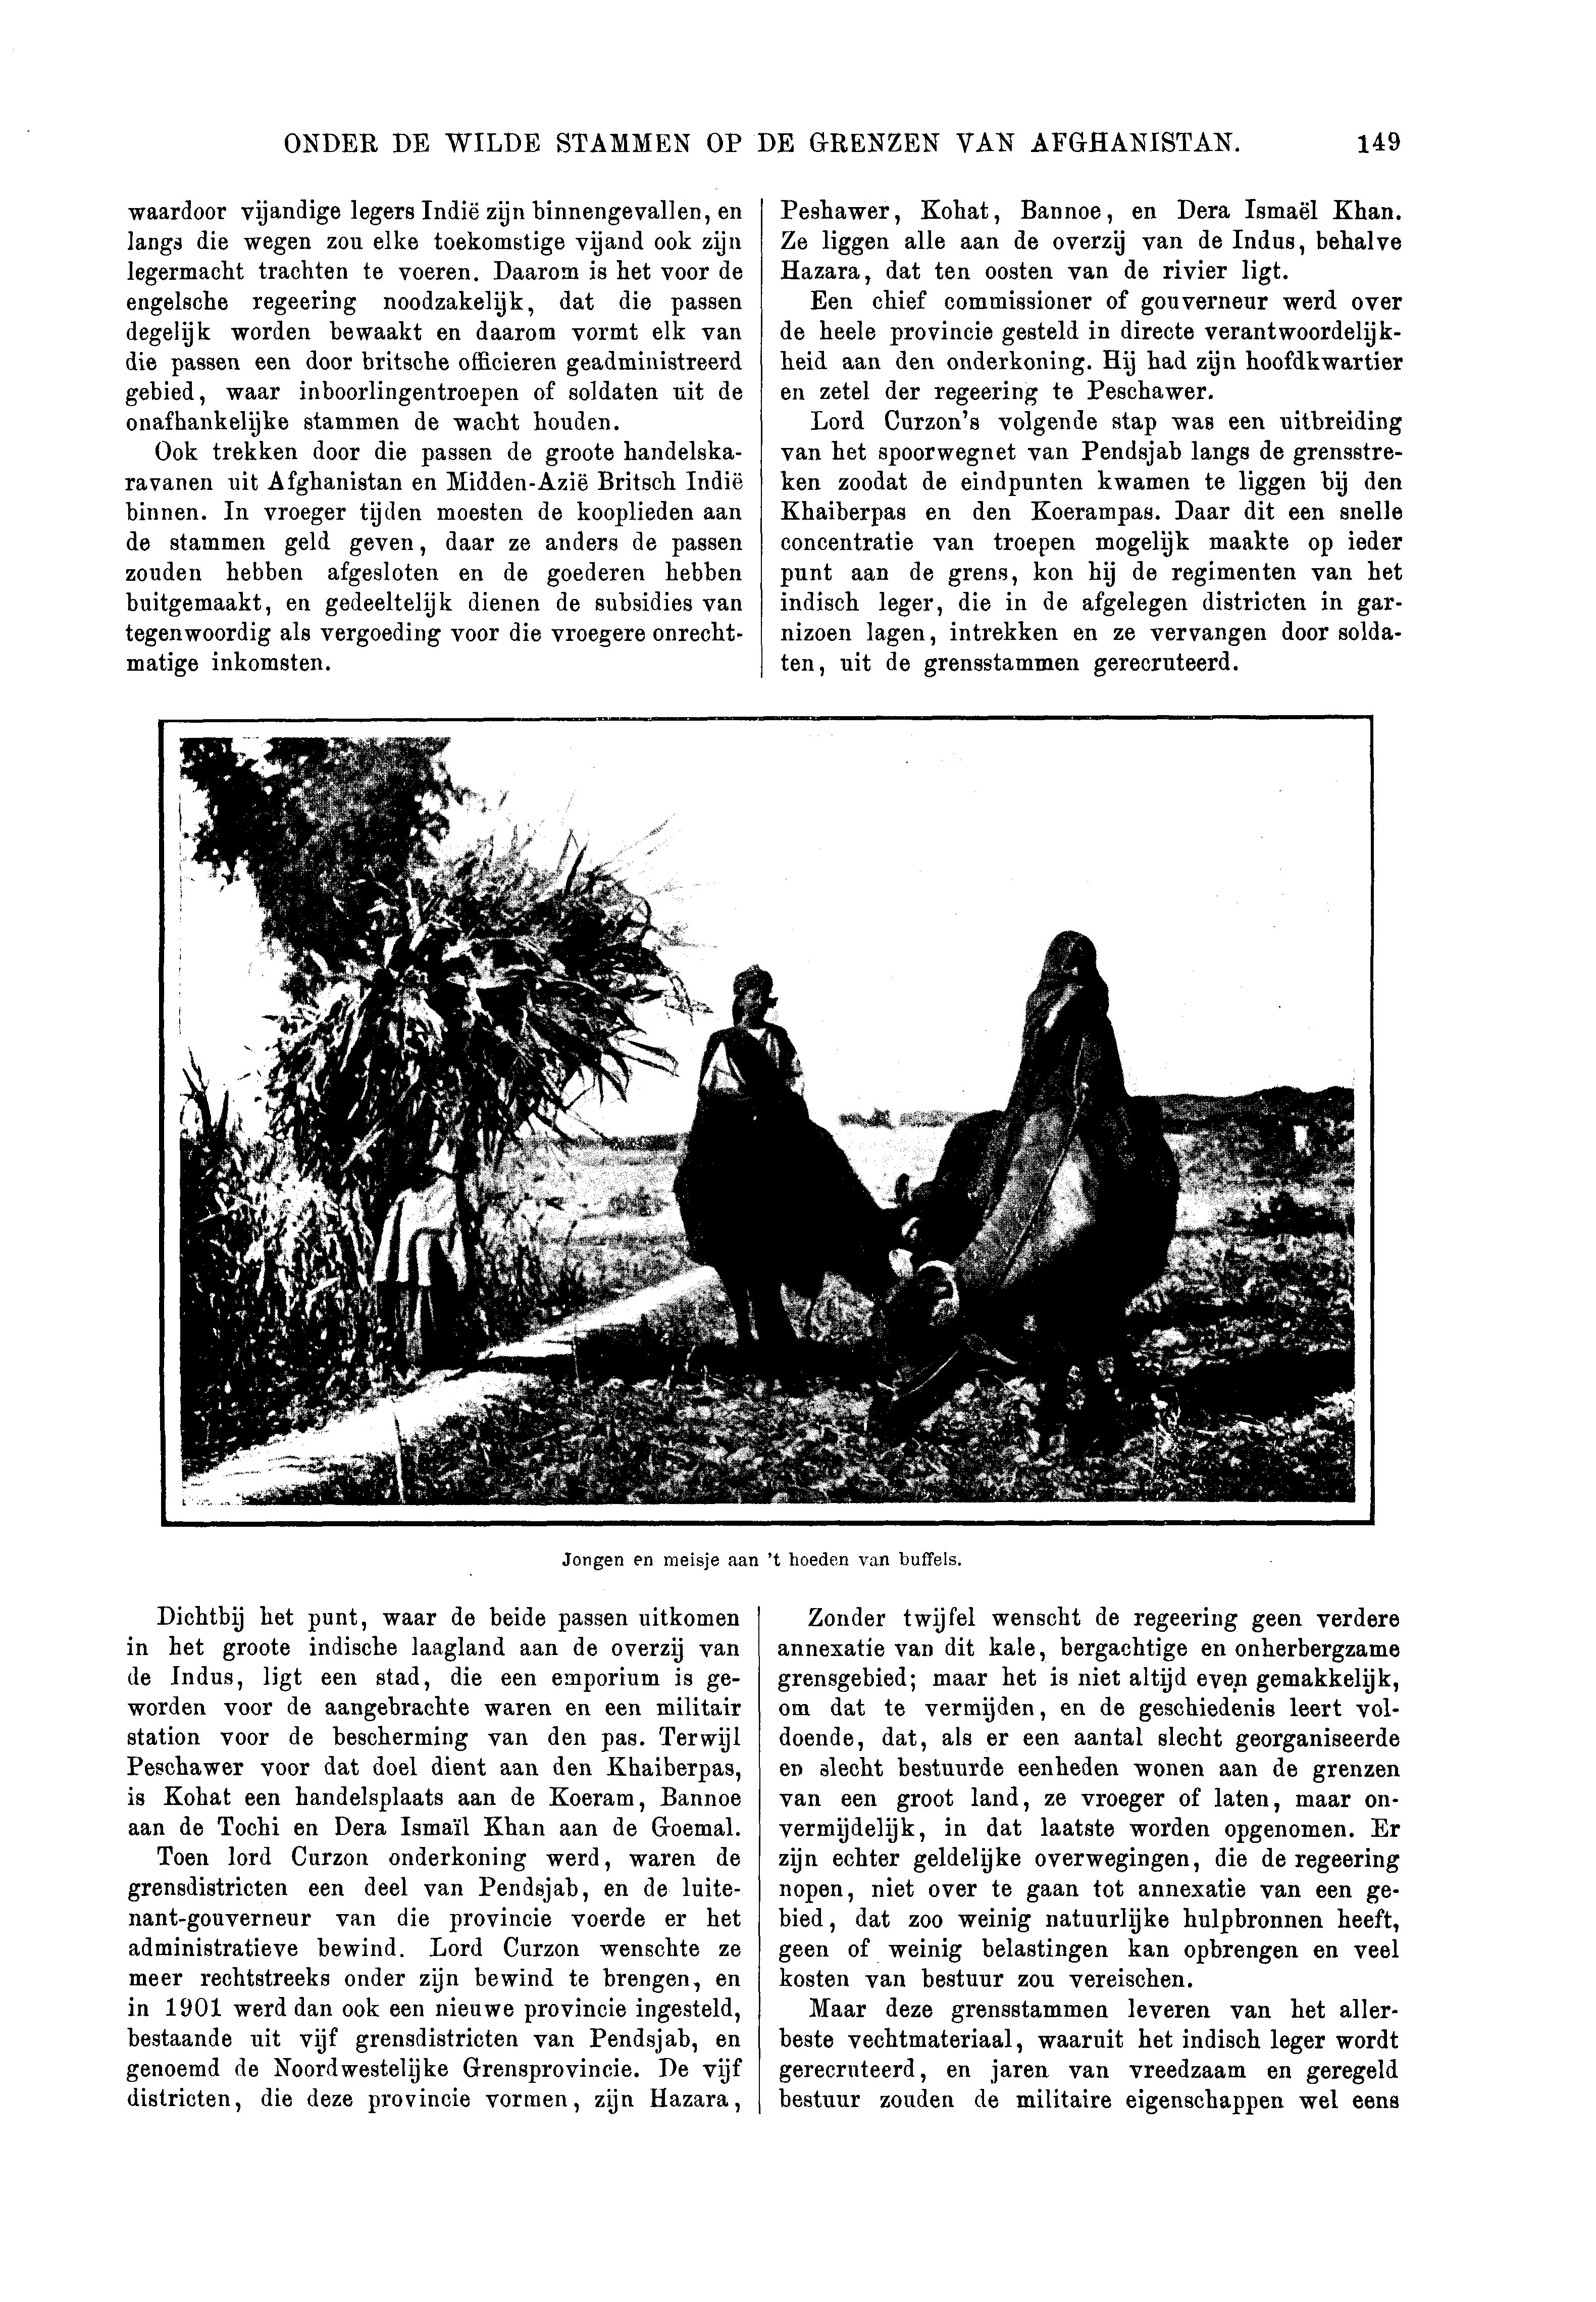 ONDER DE WILDE STAMMEN OP DE GRENZEN VAN AFGHANISTAN. 149
waardoor vijandige legers Indië zijn binnengevallen, en
langs die wegen zou elke toekomstige vijand ook zijn
legermacht trachten te voeren. Daarom is het voor de
engelsche regeering noodzakelijk, dat die passen
degelijk worden bewaakt en daarom vormt elk van
die passen een door britsche officieren geadministreerd
gebied, waar inboorlingentroepen of soldaten uit de
onafhankelijke stammen de wacht houden.
Ook trekken door die passen de groote handelska-
ravanen uit Afghanistan en Midden-Azië Britsch Indië
binnen. In vroeger tijden moesten de kooplieden aan
de stammen geld geven, daar ze anders de passen
zouden hebben afgesloten en de goederen hebben
buitgemaakt, en gedeeltelijk dienen de subsidies van
tegenwoordig als vergoeding voor die vroegere onrecht-
matige inkomsten.
Peshawer, Kohat, Bannoe, en Dera Ismaël Khan.
Ze liggen alle aan de overzij van de Indus, behalve
Hazara, dat ten oosten van de rivier ligt.
Een chief commissioner of gouverneur werd over
de heele provincie gesteld in directe verantwoordelijk-
heid aan den onderkoning. Hij had zijn hoofdkwartier
en zetel der regeering te Peschawer.
Lord Curzon's volgende stap was een uitbreiding
van het spoorwegnet van Pendsjab langs de grensstre-
ken zoodat de eindpunten kwamen te liggen bij den
Khaiberpas en den Koerampas. Daar dit een snelle
concentratie van troepen mogelijk maakte op ieder
punt aan de grens, kon hij de regimenten van het
indisch leger, die in de afgelegen districten in gar-
nizoen lagen, intrekken en ze vervangen door solda-
ten, uit de grensstammen gerecruteerd.
Jongen en meisje aan 't hoeden van buffels.
Dichtbij het punt, waar de beide passen uitkomen
in het groote indische laagland aan de overzij van
de Indus, ligt een stad, die een emporium is ge-
worden voor de aangebrachte waren en een militair
station voor de bescherming van den pas. Terwijl
Peschawer voor dat doel dient aan den Khaiberpas,
is Kohat een handelsplaats aan de Koeram, Bannoe
aan de Tochi en Dera Ismaïl Khan aan de Goemal.
Toen lord Curzon onderkoning werd, waren de
grensdistricten een deel van Pendsjab, en de luite-
nant-gouverneur van die provincie voerde er het
administratieve bewind. Lord Curzon wenschte ze
meer rechtstreeks onder zijn bewind te brengen, en
in 1901 werd dan ook een nieuwe provincie ingesteld,
bestaande uit vijf grensdistricten van Pendsjab, en
genoemd de Noordwestelijke Grensprovincie. De vijf
districten, die deze provincie vormen, zijn Hazara,
Zonder twijfel wenscht de regeering geen verdere
annexatie van dit kale, bergachtige en onherbergzame
grensgebied; maar het is niet altijd even gemakkelijk,
om dat te vermijden, en de geschiedenis leert vol-
doende, dat, als er een aantal slecht georganiseerde
en slecht bestuurde eenheden wonen aan de grenzen
van een groot land, ze vroeger of laten, maar on-
vermijdelijk, in dat laatste worden opgenomen. Er
zijn echter geldelijke overwegingen, die de regeering
nopen, niet over te gaan tot annexatie van een ge-
bied, dat zoo weinig natuurlijke hulpbronnen heeft,
geen of weinig belastingen kan opbrengen en veel
kosten van bestuur zou vereischen.
Maar deze grensstammen leveren van het aller-
beste vechtmateriaal, waaruit het indisch leger wordt
gerecruteerd, en jaren van vreedzaam en geregeld
bestuur zouden de militaire eigenschappen wel eens